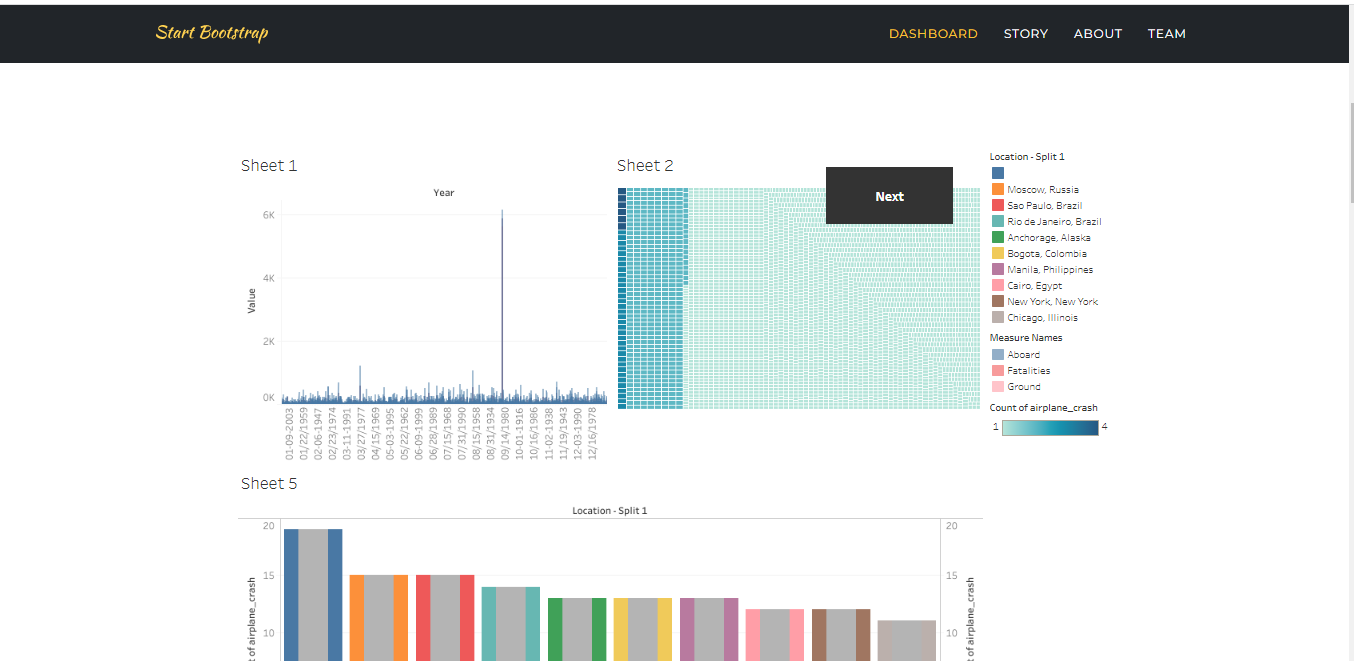 Start Bootstrap
DASHBOARD STORY ABOUT TEAM
Sheet 1
Year
Value
6K
4K
2K
0K
01-09-2003
01/22/1959
02-06-1947
02/23/1974
03-11-1991
03/27/1977
04/15/1969
05-03-1995
05/22/1962
06-09-1999
06/28/1989
07/15/1968
07/31/1990
08/15/1958
08/31/1934
09/14/1980
10-01-1916
10/16/1986
11-02-1938
11/19/1943
12-03-1990
12/16/1978
Sheet 2
Next
Location - Split 1
Moscow, Russia
Sao Paulo, Brazil
Rio de Janeiro, Brazil
Anchorage, Alaska
Bogota, Colombia
Manila, Philippines
Cairo, Egypt
New York, New York
Chicago, Illinois
Measure Names
Aboard
Fatalities
Ground
Count of airplane_crash
1 4
Sheet 5
Location - Split 1
20 20
15 15
10 10
t of airplane_crash
t of airplane_crash